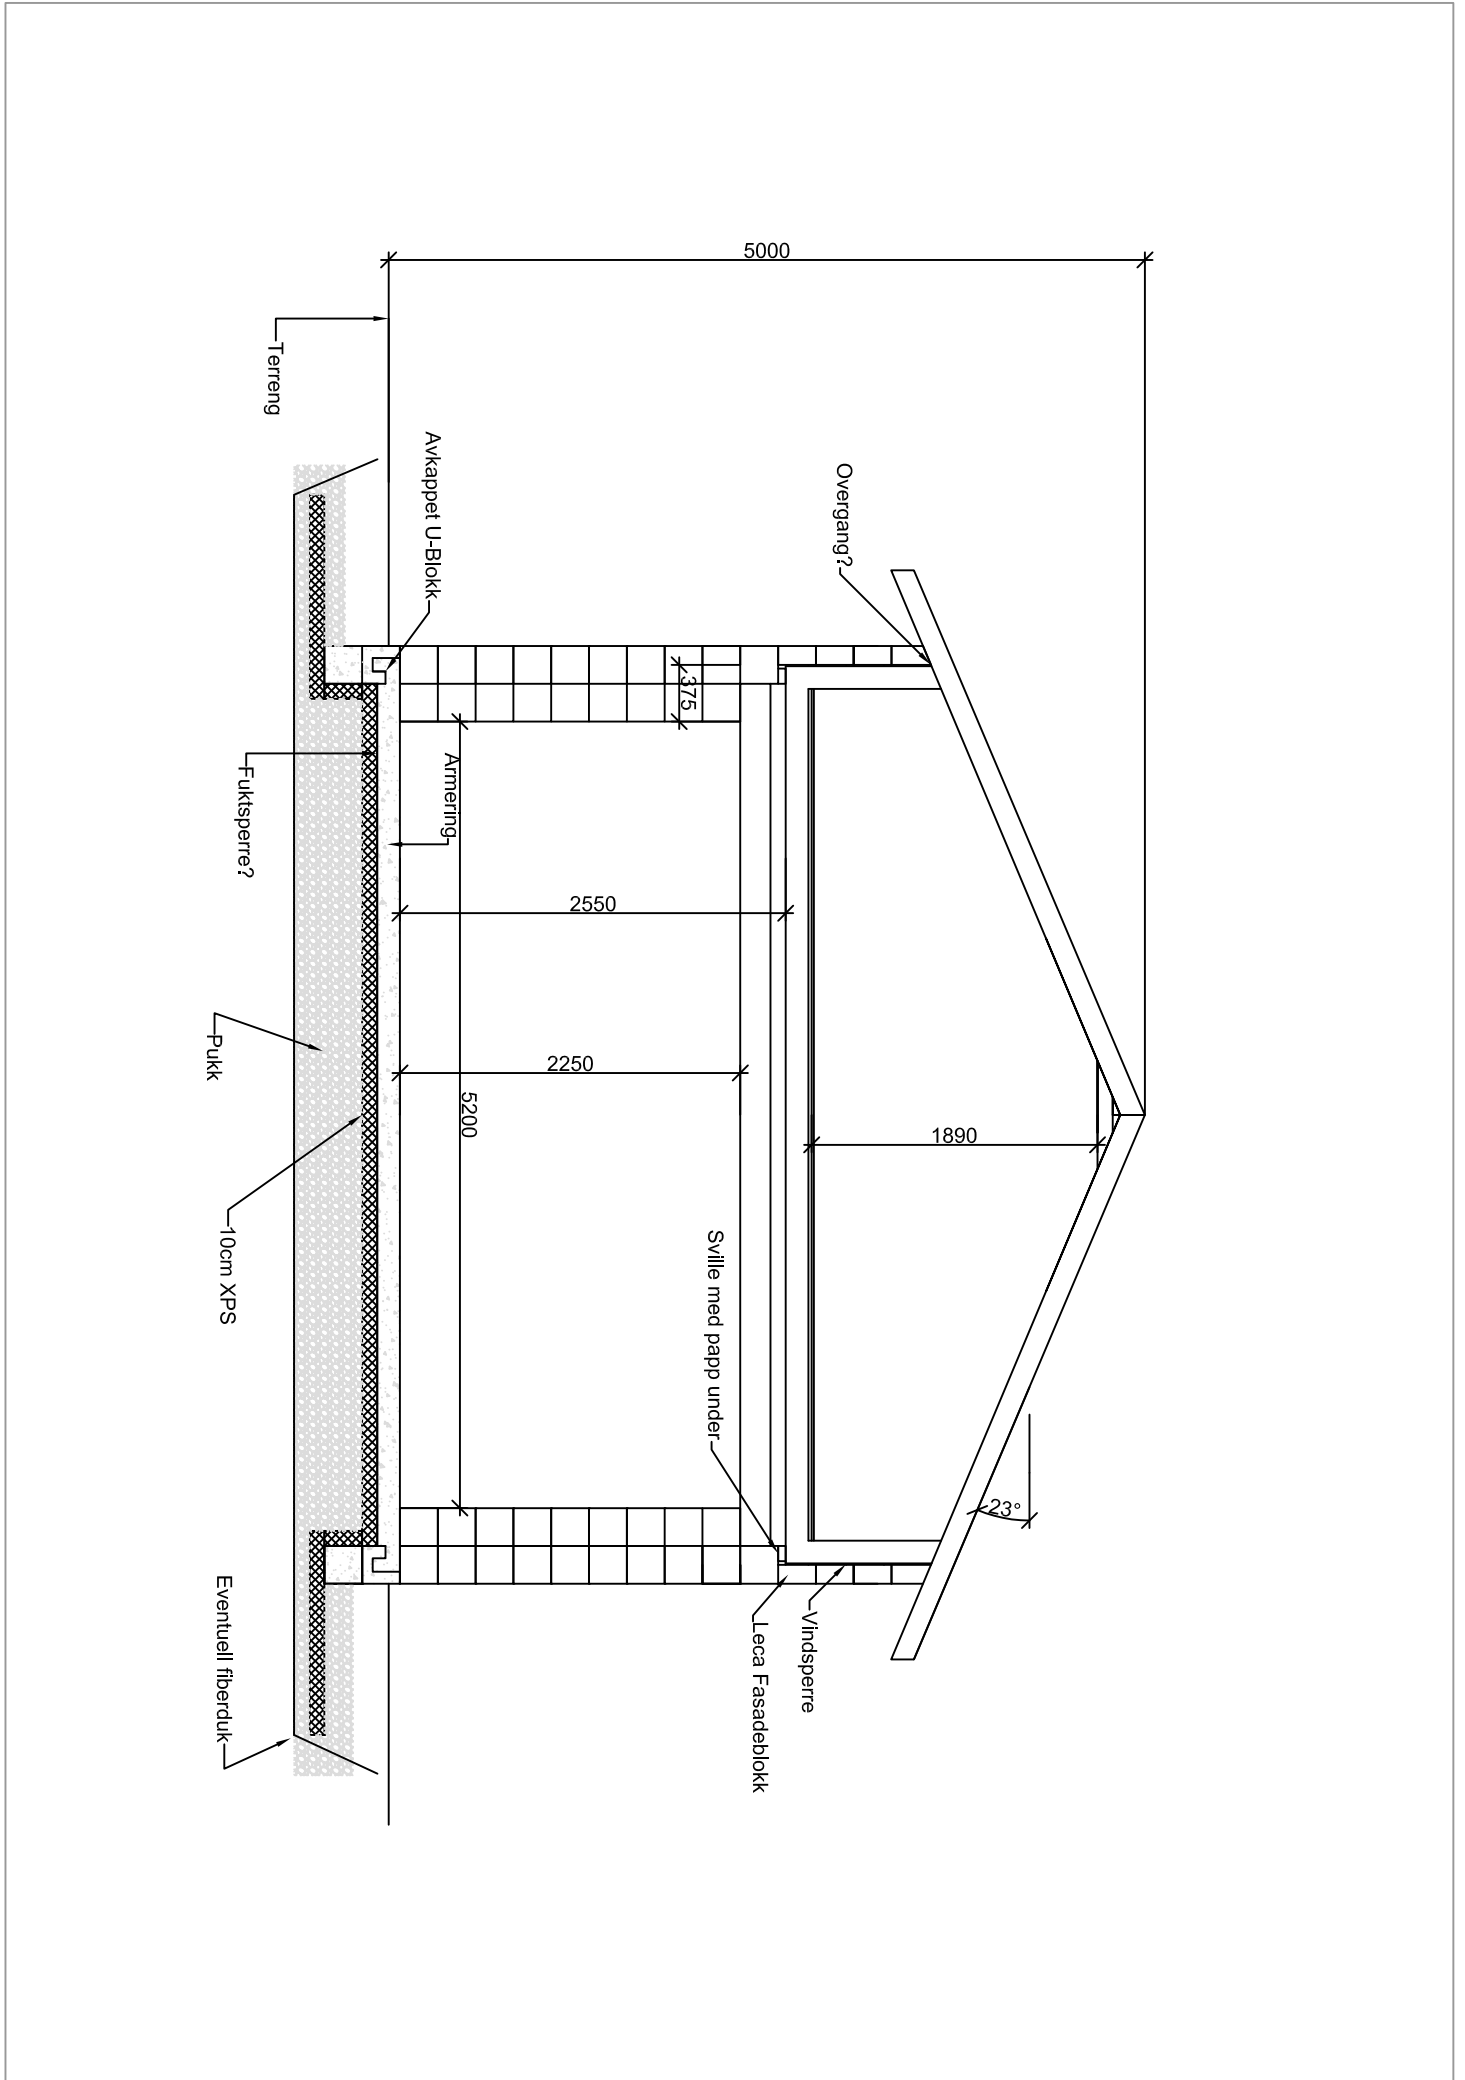 5000
Terreng
Avkappet U-Blokk
Overgang?
375
Fuktsperre?
Armering
2550
2250
5200
1890
Pukk
10cm XPS
Sville med papp under
23°
Eventuell fiberduk
Leca Fasadeblokk
Vindsperre